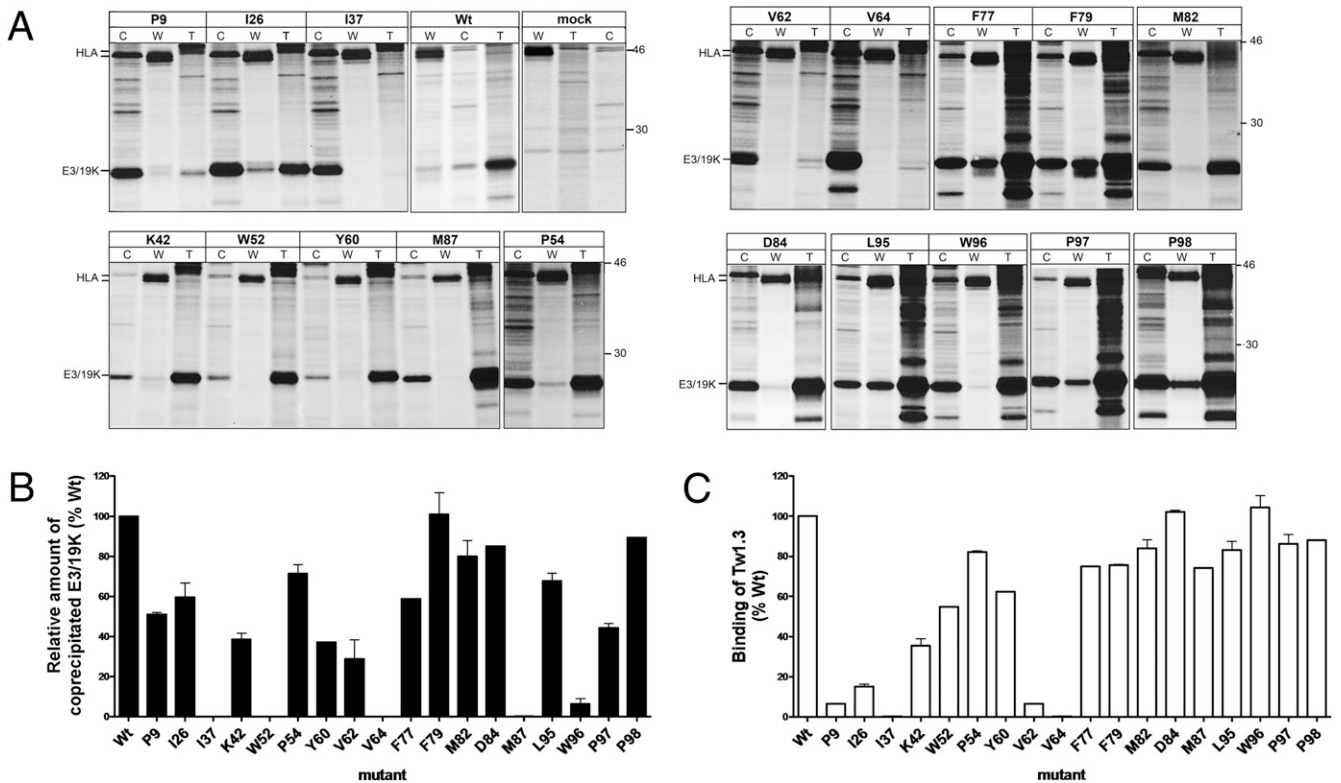 A
P9 I26 I37 Wt mock
C W T C W T C W T W C T W T C
HLA
46
30
E3/19K
K42 W52 Y60 M87 P54
C W T C W T C W T C W T C W T
HLA
46
30
E3/19K
V62 V64 F77 F79 M82
C W T C W T C W T C W T C W T
HLA
46
30
E3/19K
D84 L95 W96 P97 P98
C W T C W T C W T C W T C W T
HLA
46
30
E3/19K
B
Relative amount of
coprecipitated E3/19K (% Wt)
120
100
80
60
40
20
0
Wt P9 I26 I37 K42 W52 P54 Y60 V62 V64 F77 F79 M82 D84 M87 L95 W96 P97 P98
mutant
C
Binding of Tw1.3
(% Wt)
120
100
80
60
40
20
0
Wt P9 I26 I37 K42 W52 P54 Y60 V62 V64 F77 F79 M82 D84 M87 L95 W96 P97 P98
mutant